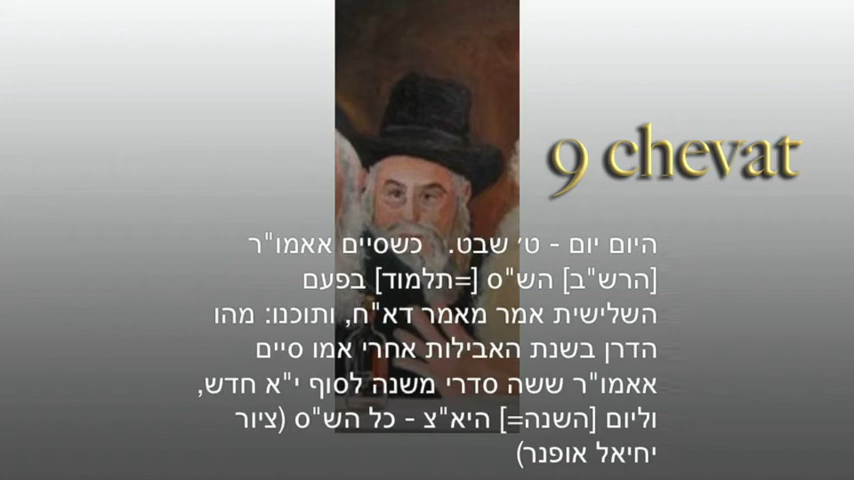 9 chevat
היום יום - ט׳ שבט. כשסיים אאמו"ר
[הרש"ב] הש"ס [=תלמוד] בפעם
השלישית אמר מאמר דא"ח, ותוכנו: מהו
הדרן בשנת האבילות אחרי אמו סיים
אאמו"ר ששה סדרי משנה לסוף י"א חדש,
וליום [השנה=] היא"צ - כל הש"ס (ציור
יחיאל אופנר)